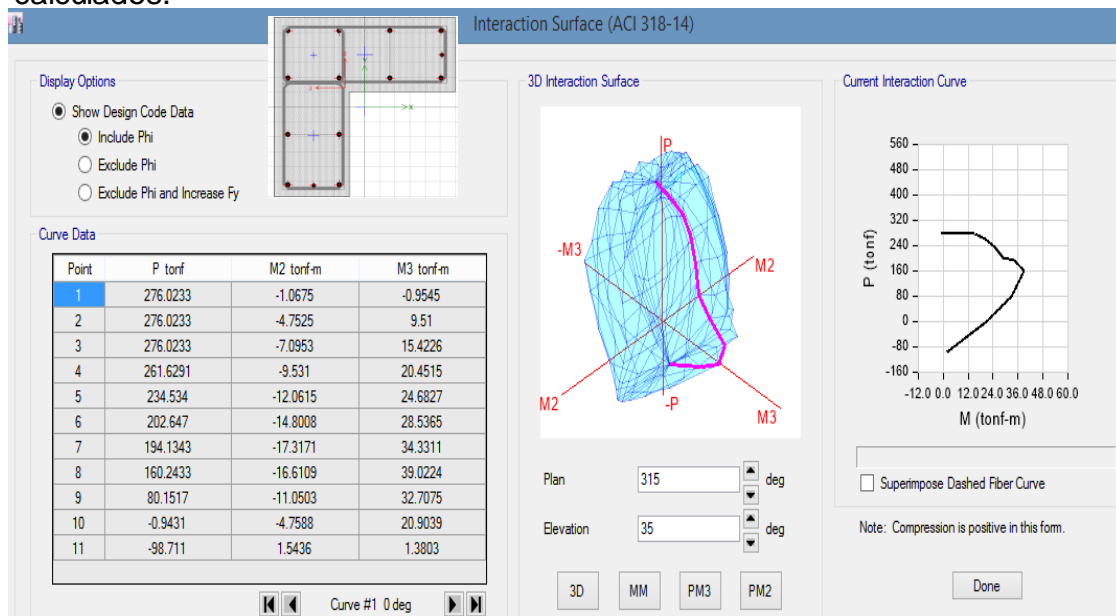 calculados.
Interaction Surface (ACI 318-14)
Display Options
Show Design Code Data
Include Phi
Exclude Phi
Exclude Phi and Increase Fy
Curve Data
Point P tonf M2 tonf-m M3 tonf-m
1 276.0233 -1.0675 -0.9545
2 276.0233 -4.7525 9.51
3 276.0233 -7.0953 15.4226
4 261.6291 -9.531 20.4515
5 234.534 -12.0615 24.6827
6 202.647 -14.8008 28.5365
7 194.1343 -17.3171 34.3311
8 160.2433 -16.6109 39.0224
9 80.1517 -11.0503 32.7075
10 -0.9431 -4.7588 20.9039
11 -98.711 1.5436 1.3803
Curve #1 0 deg
3D Interaction Surface
P
-M3
M2
M2
-P
M3
Plan 315 deg
Elevation 35 deg
3D MM PM3 PM2
Current Interaction Curve
560
480
400
320
240
160
80
0
-80
-160
P (tonf)
-12.0 0.0 12.0 24.0 36.0 48.0 60.0
M (tonf-m)
Superimpose Dashed Fiber Curve
Note: Compression is positive in this form.
Done